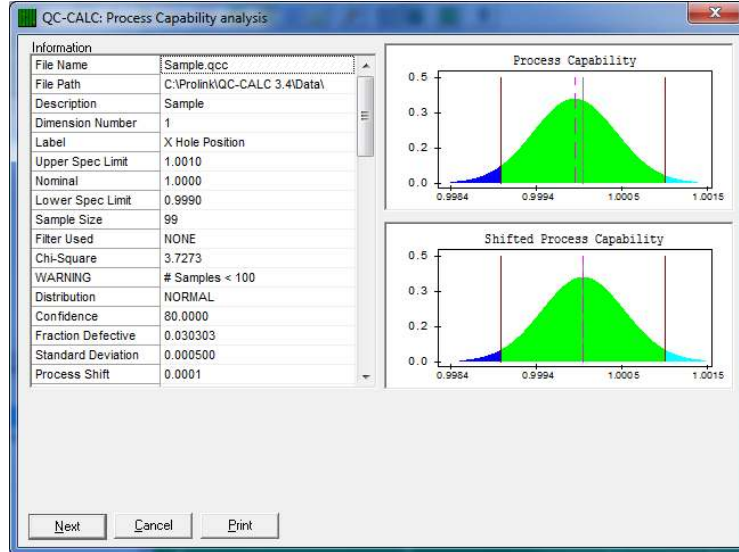 QC-CALC: Process Capability analysis
Information
File Name Sample.qcc
File Path C:\Prolink\QC-CALC 3.4\Data\
Description Sample
Dimension Number 1
Label X Hole Position
Upper Spec Limit 1.0010
Nominal 1.0000
Lower Spec Limit 0.9990
Sample Size 99
Filter Used NONE
Chi-Square 3.7273
WARNING # Samples < 100
Distribution NORMAL
Confidence 80.0000
Fraction Defective 0.030303
Standard Deviation 0.000500
Process Shift 0.0001
Process Capability
0.5
0.3
0.2
0.0
0.9984 0.9994 1.0005 1.0015
Shifted Process Capability
0.5
0.3
0.2
0.0
0.9984 0.9994 1.0005 1.0015
Next Cancel Print